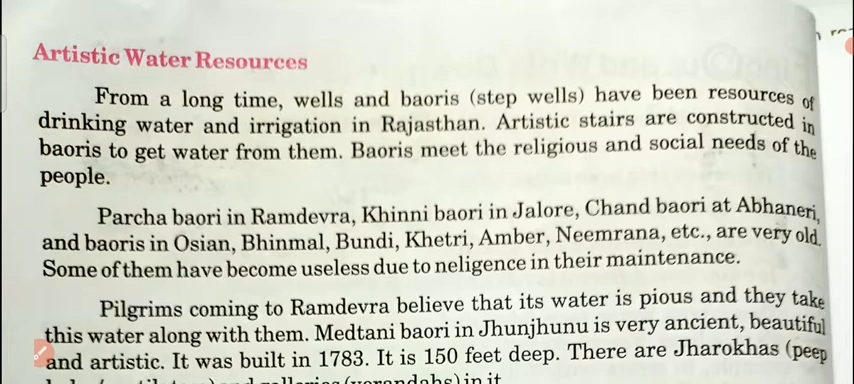 Artistic Water Resources
From a long time, wells and baoris (step wells) have been resources of
drinking water and irrigation in Rajasthan. Artistic stairs are constructed in
baoris to get water from them. Baoris meet the religious and social needs of the
people.
Parcha baori in Ramdevra, Khinni baori in Jalore, Chand baori at Abhaneri,
and baoris in Osian, Bhinmal, Bundi, Khetri, Amber, Neemrana, etc., are very old.
Some of them have become useless due to neligence in their maintenance.
Pilgrims coming to Ramdevra believe that its water is pious and they take
this water along with them. Medtani baori in Jhunjhunu is very ancient, beautiful
and artistic. It was built in 1783. It is 150 feet deep. There are Jharokhas (peep
in it